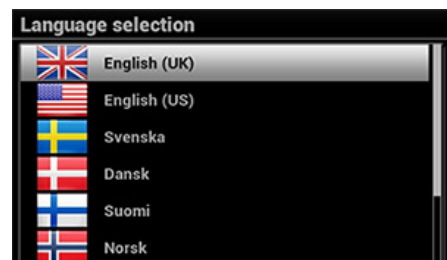 Language selection
English (UK)
English (US)
Svenska
Dansk
Suomi
Norsk